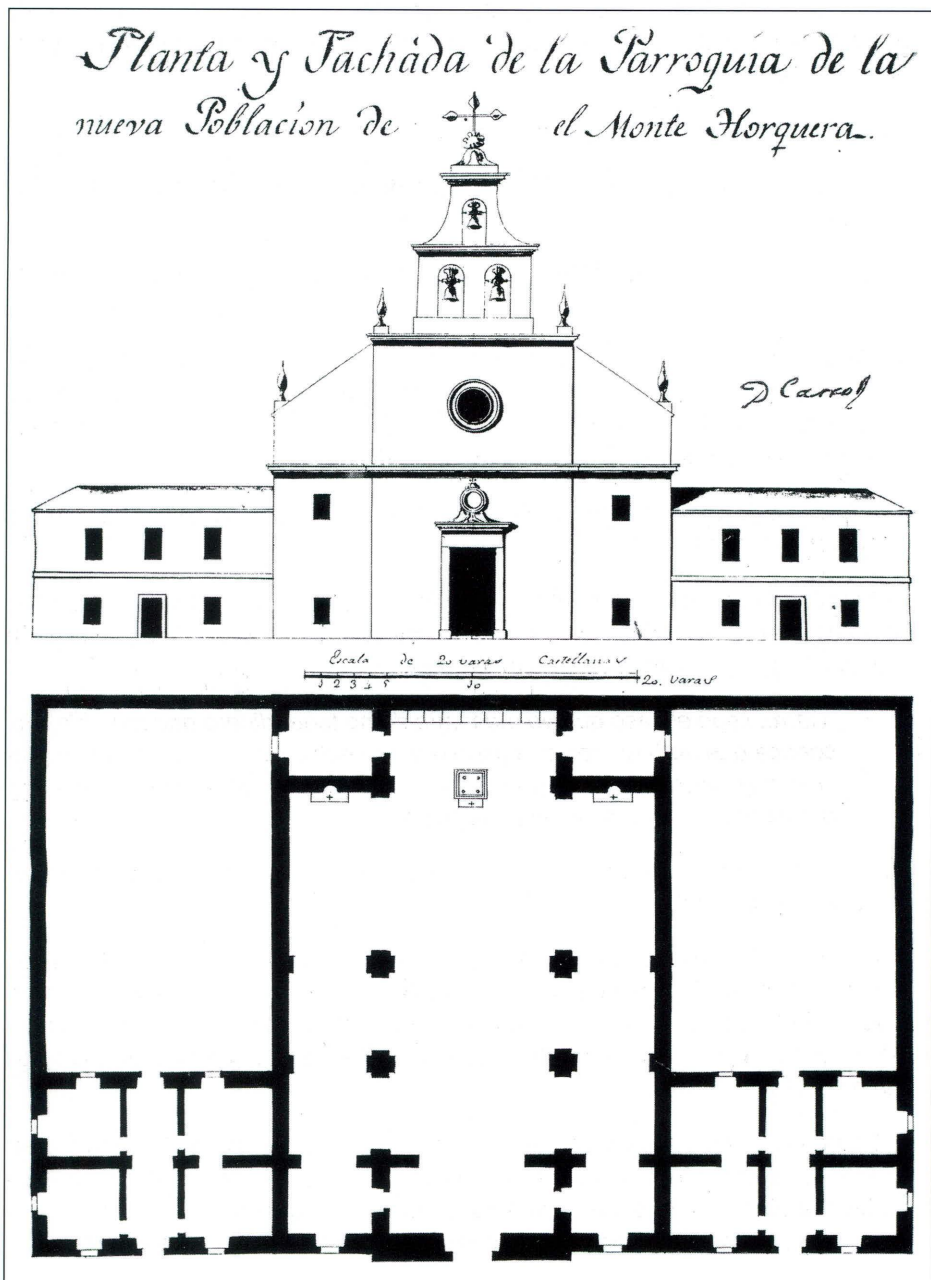 Planta y Fachada de la Parroquia de la
nueva Poblacion de el Monte Horquera.
D Carros
Escala de 20 varas Castellanas
1 2 3 4 5 10 20. varas